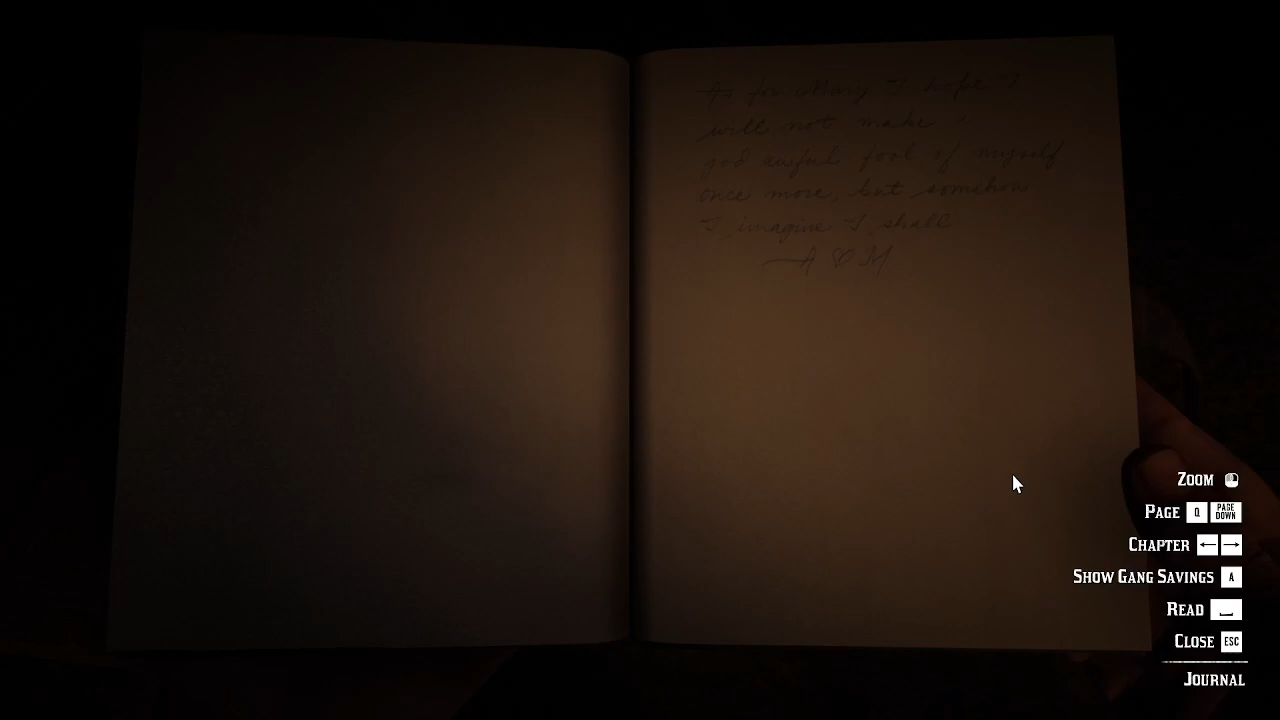 As for Mary I hope I
will not make a
god awful fool of myself
once more, but somehow
I imagine I shall
A ♡ M
ZOOM
PAGE Q PAGE DOWN
CHAPTER ← →
SHOW GANG SAVINGS A
READ
CLOSE ESC
JOURNAL